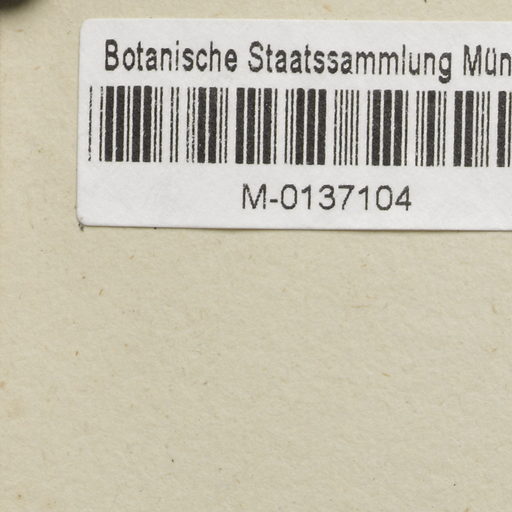 Botanische Staatssammlung Mün
M-0137104